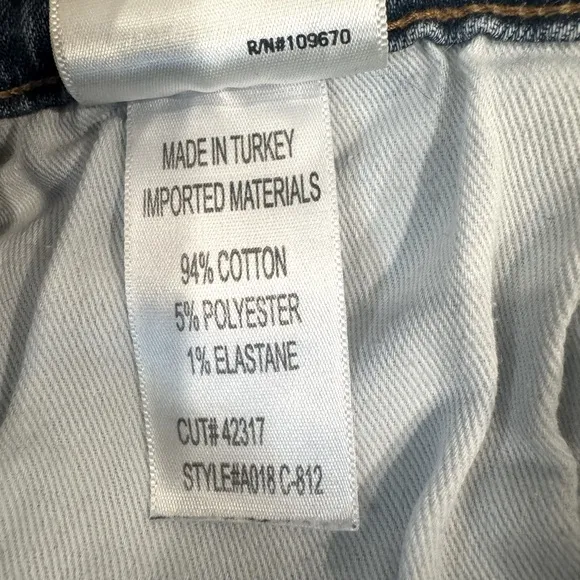 R/N#109670
MADE IN TURKEY
IMPORTED MATERIALS
94% COTTON
5% POLYESTER
1% ELASTANE
CUT# 42317
STYLE#A018 C-812